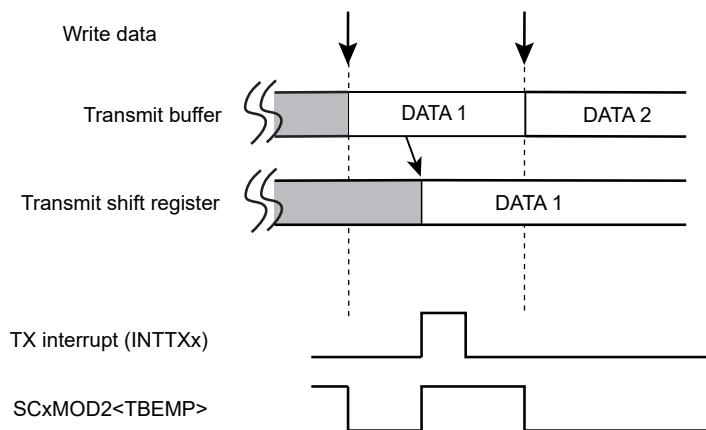 Write data
Transmit buffer
DATA 1
DATA 2
Transmit shift register
DATA 1
TX interrupt (INTTXx)
SCxMOD2<TBEMP>